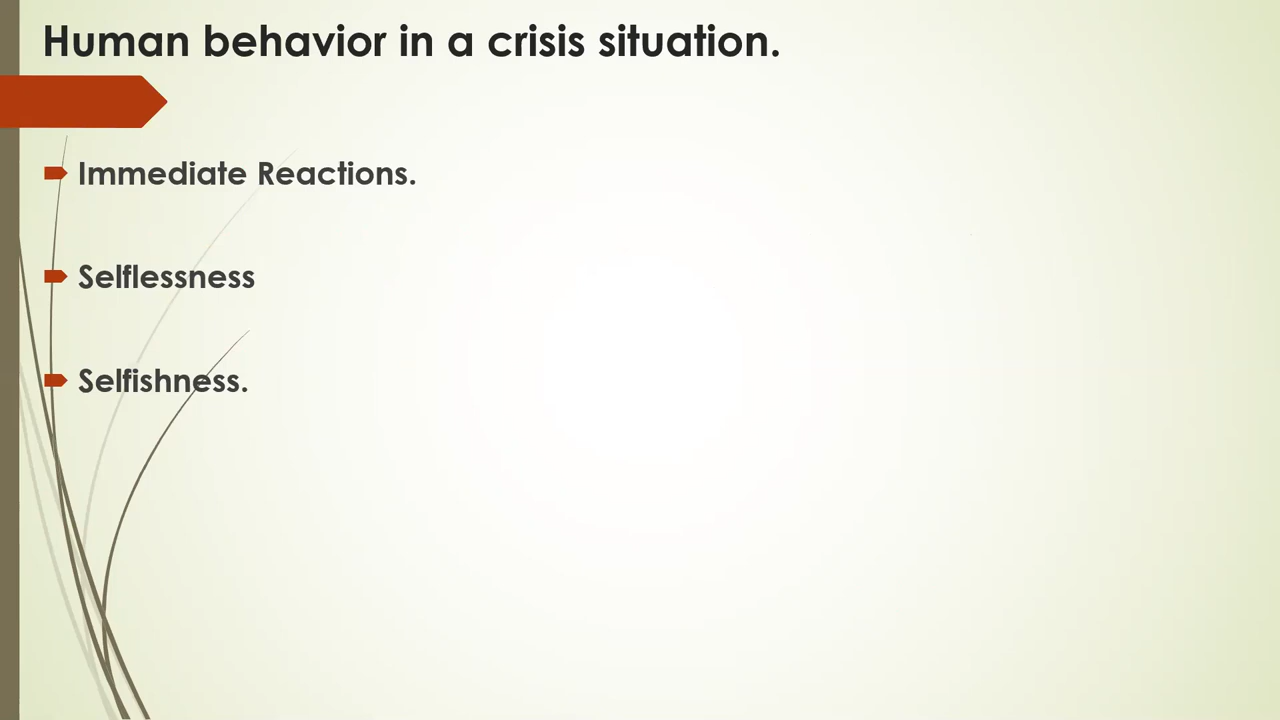 Human behavior in a crisis situation.
Immediate Reactions.
Selflessness
Selfishness.